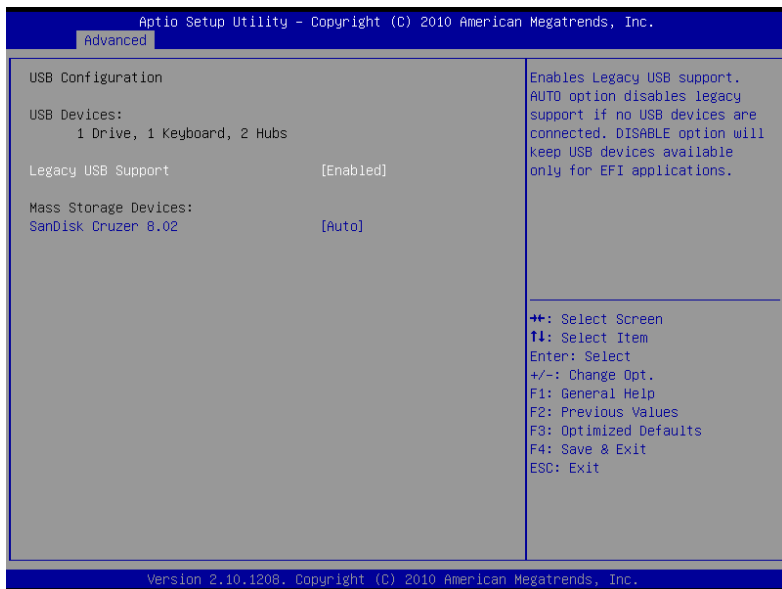 Aptio Setup Utility – Copyright (C) 2010 American Megatrends, Inc.
Advanced
USB Configuration
USB Devices:
1 Drive, 1 Keyboard, 2 Hubs
Legacy USB Support [Enabled]
Mass Storage Devices:
SanDisk Cruzer 8.02 [Auto]
Enables Legacy USB support.
AUTO option disables legacy
support if no USB devices are
connected. DISABLE option will
keep USB devices available
only for EFI applications.
→←: Select Screen
↑↓: Select Item
Enter: Select
+/-: Change Opt.
F1: General Help
F2: Previous Values
F3: Optimized Defaults
F4: Save & Exit
ESC: Exit
Version 2.10.1208. Copyright (C) 2010 American Megatrends, Inc.